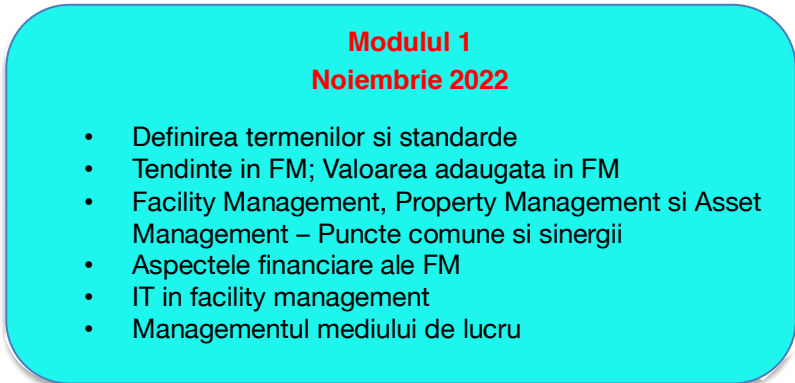 Modulul 1
Noiembrie 2022
• Definirea termenilor si standarde
• Tendinte in FM; Valoarea adaugata in FM
• Facility Management, Property Management si Asset
Management – Puncte comune si sinergii
• Aspectele financiare ale FM
• IT in facility management
• Managementul mediului de lucru